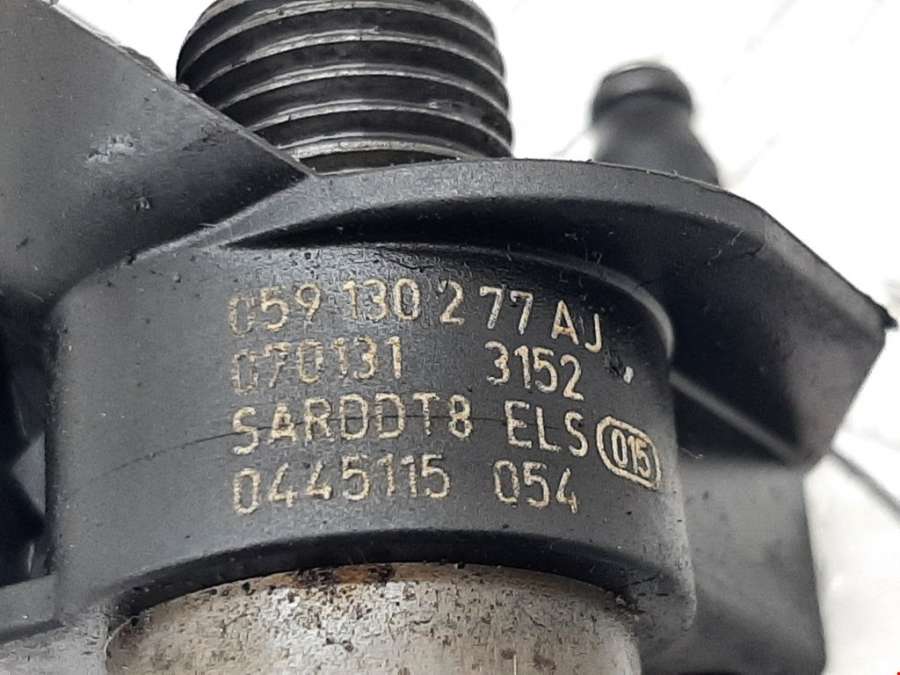 059 130 277 AJ
070131 3152
SARDDT8 ELS 015
0445115 054